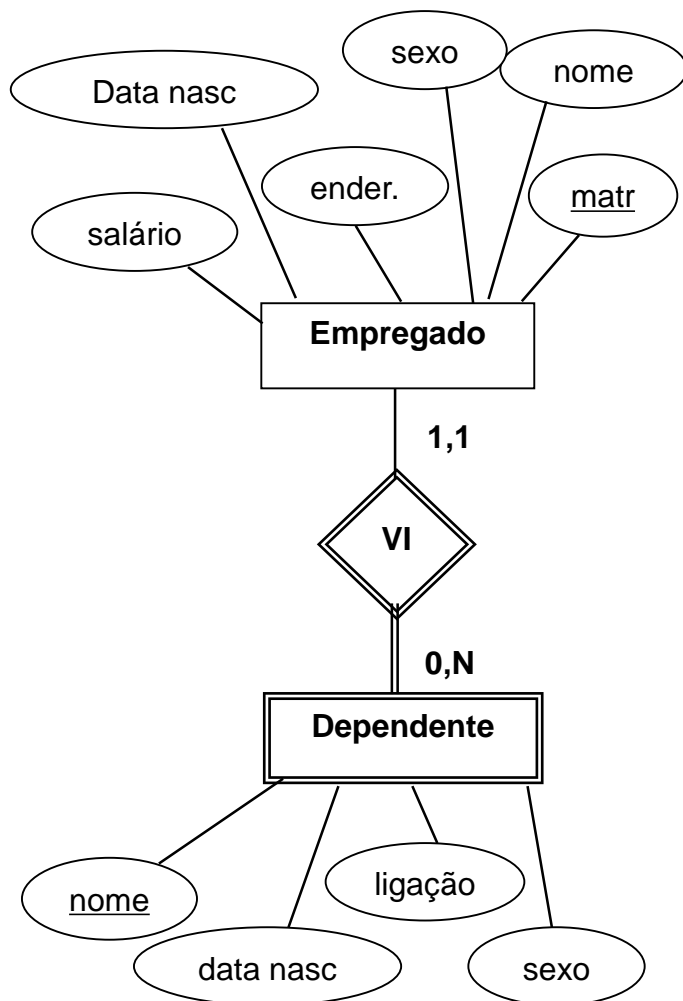 sexo
nome
Data nasc
ender.
matr
salário
Empregado
1,1
VI
0,N
Dependente
nome
ligação
data nasc
sexo